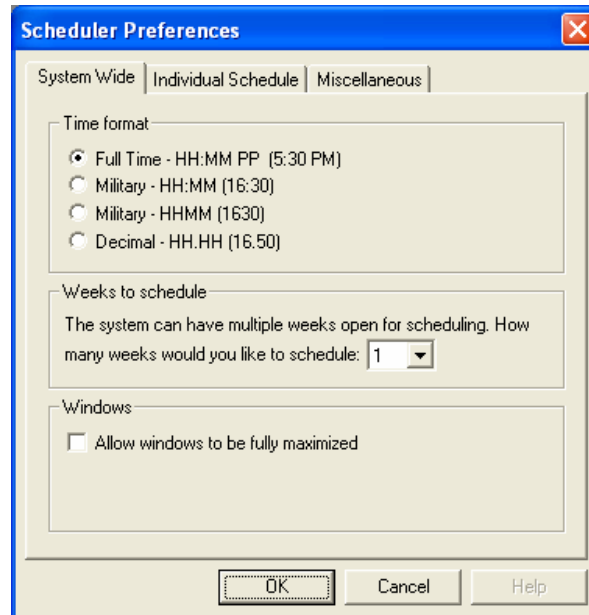 Scheduler Preferences
System Wide
Individual Schedule
Miscellaneous
Time format
Full Time - HH:MM PP (5:30 PM)
Military - HH:MM (16:30)
Military - HHMM (1630)
Decimal - HH.HH (16.50)
Weeks to schedule
The system can have multiple weeks open for scheduling. How
many weeks would you like to schedule: 1
Windows
Allow windows to be fully maximized
OK
Cancel
Help